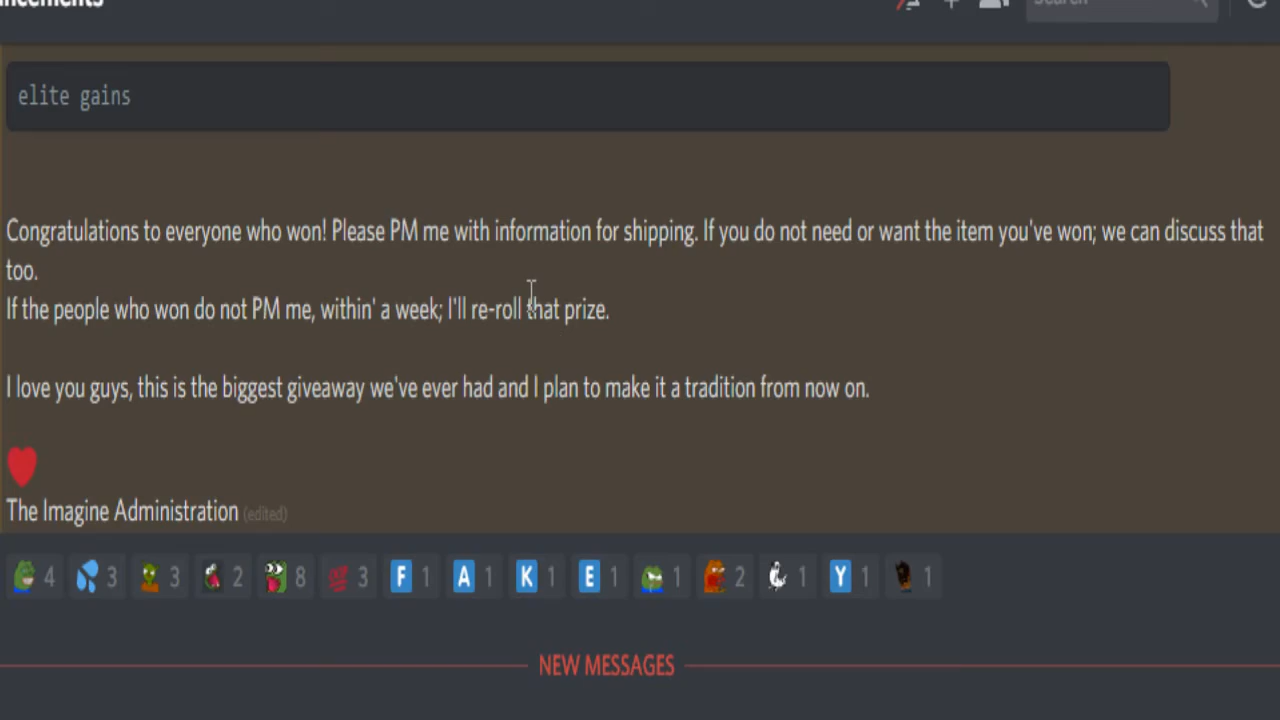 elite gains
Congratulations to everyone who won! Please PM me with information for shipping. If you do not need or want the item you've won; we can discuss that
too.
If the people who won do not PM me, within' a week; I'll re-roll that prize.
I love you guys, this is the biggest giveaway we've ever had and I plan to make it a tradition from now on.
The Imagine Administration (edited)
4 3 3 2 8 3 F 1 A 1 K 1 E 1 1 2 1 Y 1 1
NEW MESSAGES